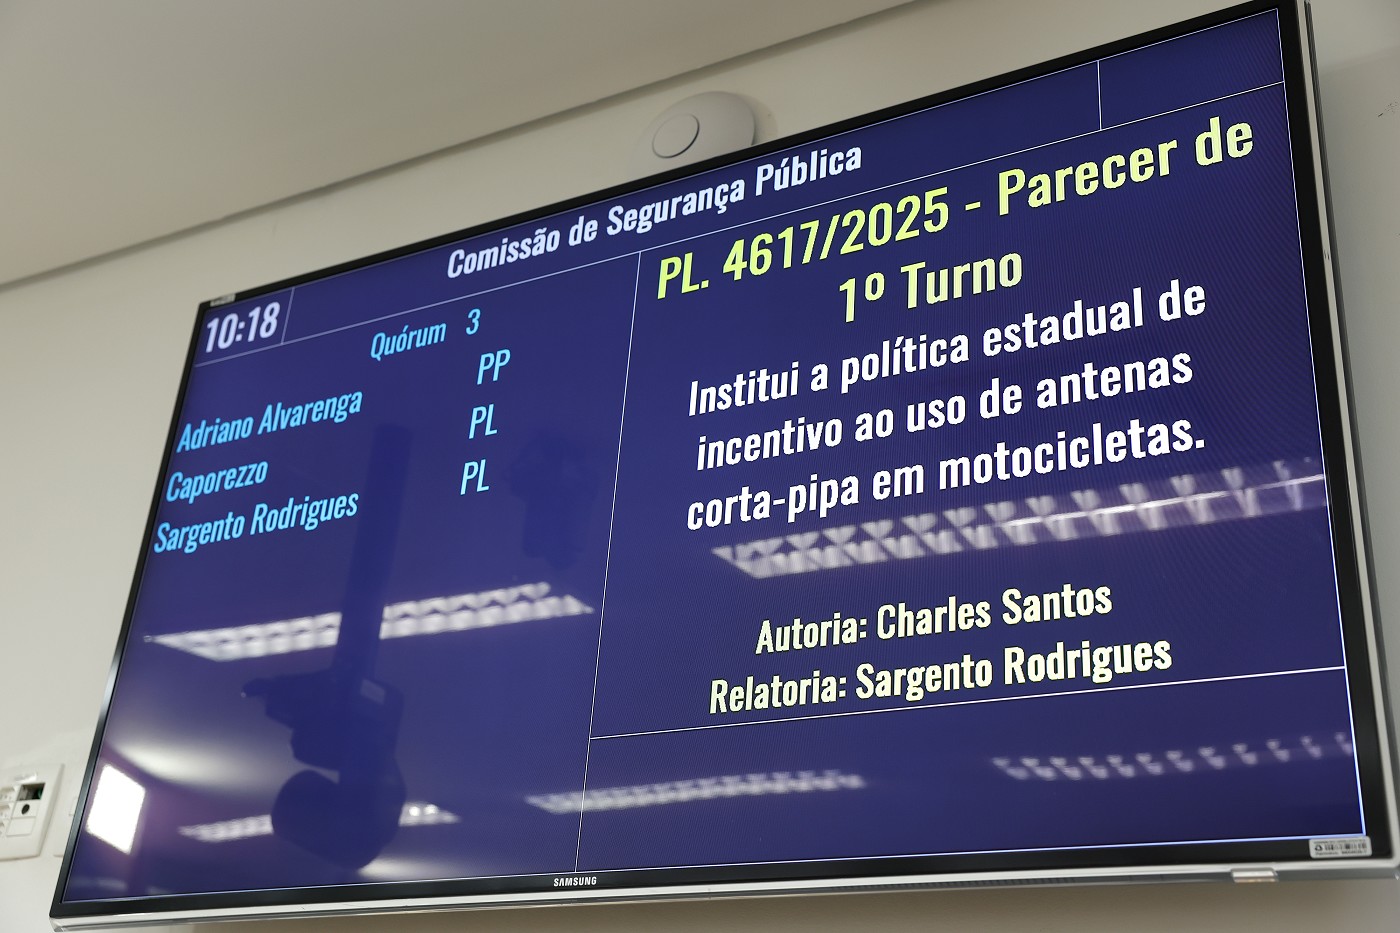 Comissão de Segurança Pública
10:18
Quórum 3
Adriano Alvarenga PP
Caporezzo PL
Sargento Rodrigues PL
PL. 4617/2025 - Parecer de
1º Turno
Institui a política estadual de
incentivo ao uso de antenas
corta-pipa em motocicletas.
Autoria: Charles Santos
Relatoria: Sargento Rodrigues
SAMSUNG